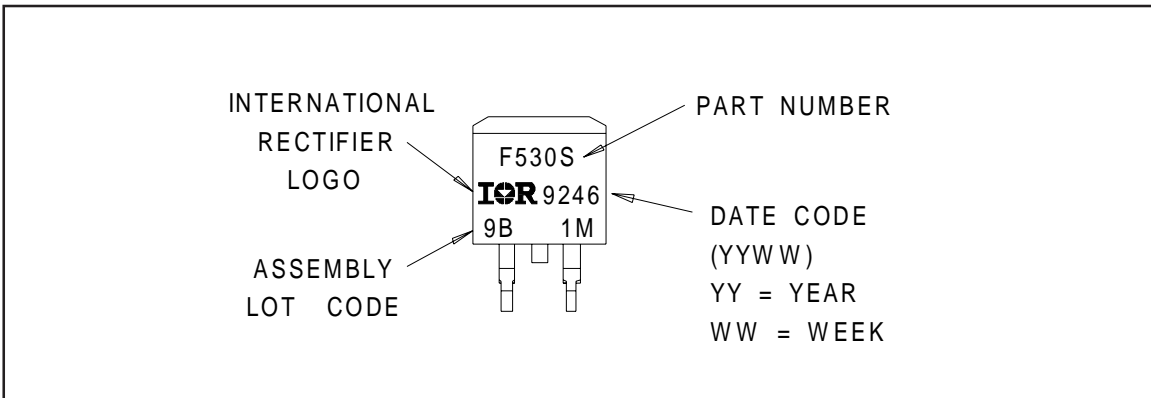 INTERNATIONAL
RECTIFIER
LOGO
ASSEMBLY
LOT CODE
F530S
IOR 9246
9B 1M
PART NUMBER
DATE CODE
(YYWW)
YY = YEAR
WW = WEEK